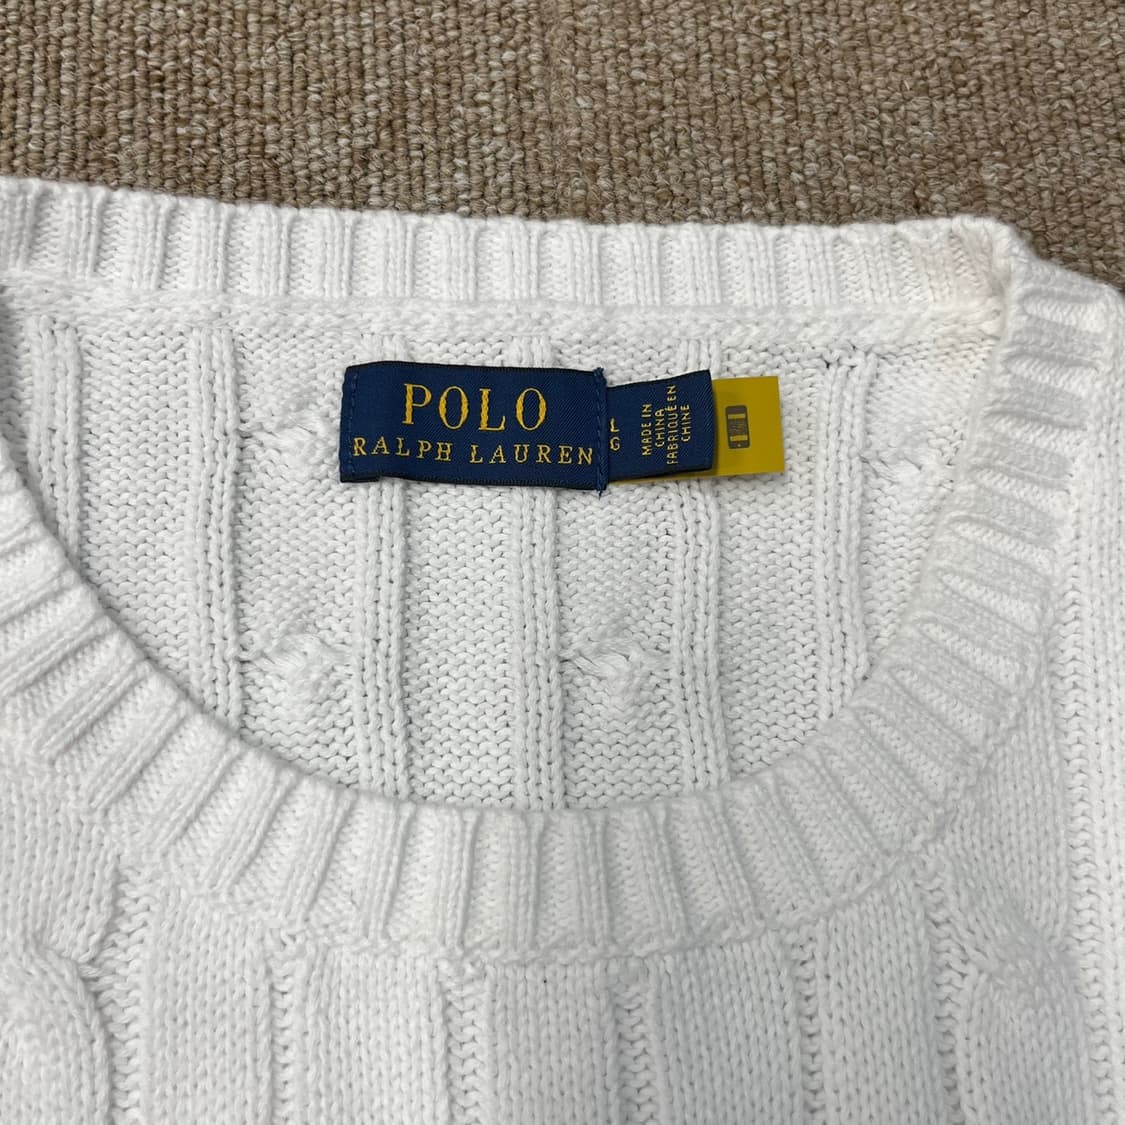 POLO
RALPH LAUREN
L
G
MADE IN
CHINA
FABRIQUÉ EN
CHINE